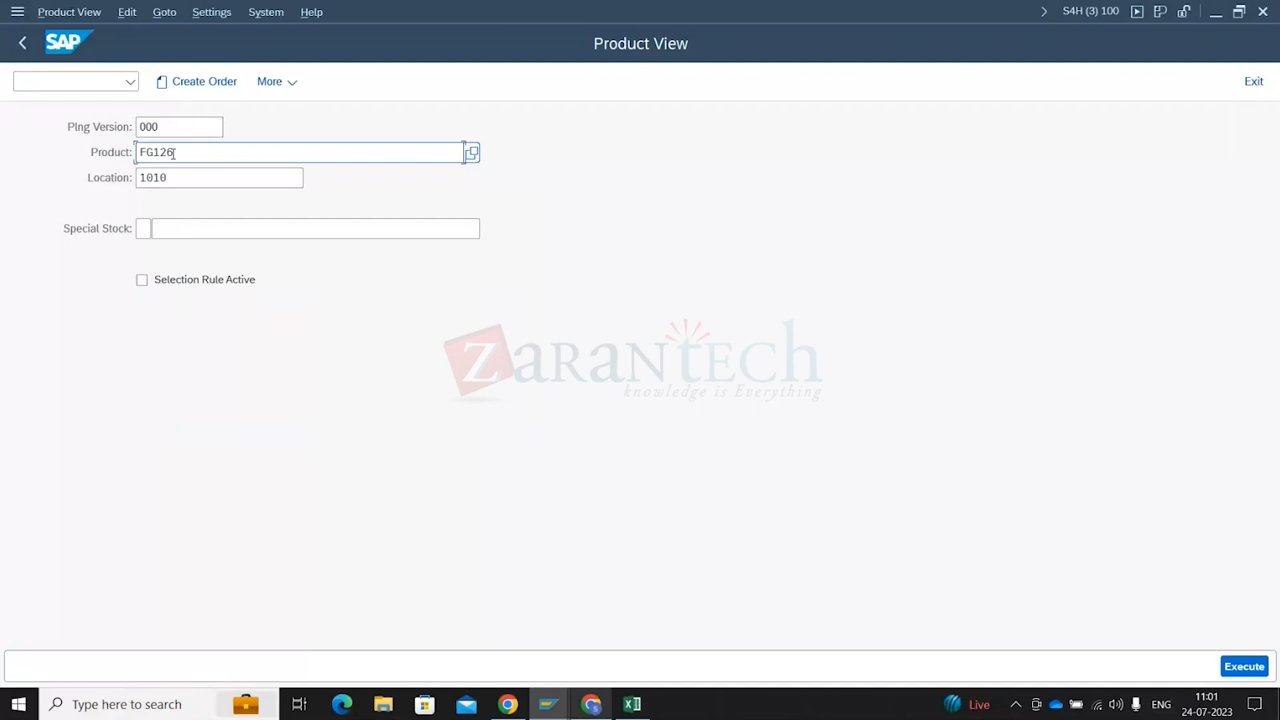 Product View Edit Goto Settings System Help S4H (3) 100
SAP Product View
Create Order More Exit
Plng Version: 000
Product: FG126
Location: 1010
Special Stock:
Selection Rule Active
ZaranTech
knowledge is Everything
Execute
Type here to search Live ENG 11:01
24-07-2023